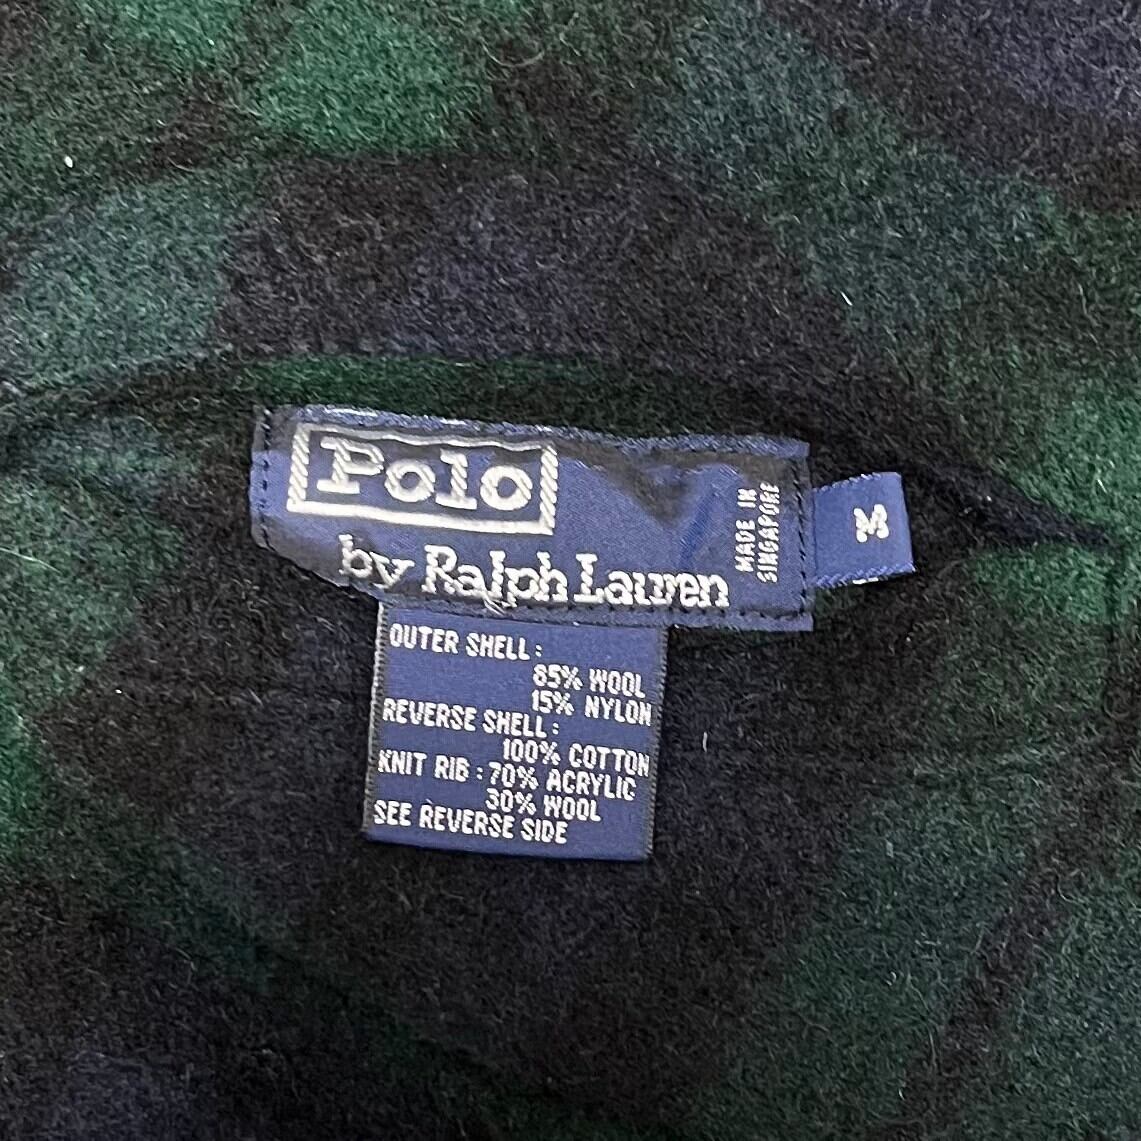 Polo
by Ralph Lauren
MADE IN
SINGAPORE
M
OUTER SHELL :
85% WOOL
15% NYLON
REVERSE SHELL :
100% COTTON
KNIT RIB : 70% ACRYLIC
30% WOOL
SEE REVERSE SIDE